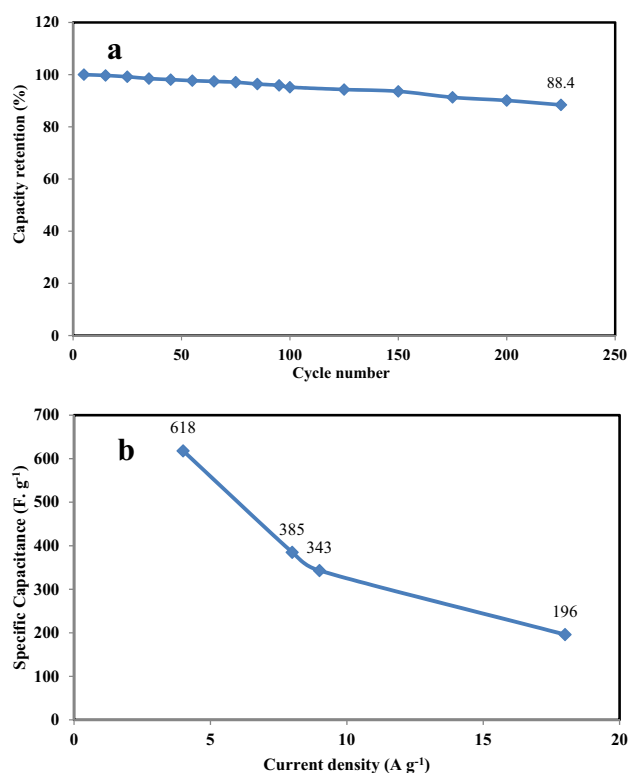 120
a
100
88.4
80
60
40
20
0
Capacity retention (%)
0 50 100 150 200 250
Cycle number
700
b
618
600
500
385
400
343
300
196
200
100
0
Specific Capacitance (F. g⁻¹)
0 5 10 15 20
Current density (A g⁻¹)